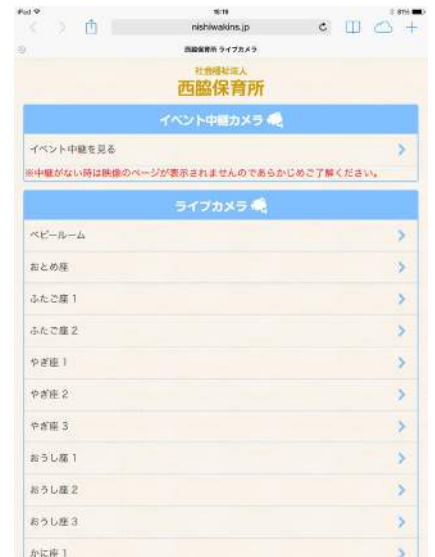 iPad
16:19
81%
nishiwakins.jp
西脇保育所 ライブカメラ
社会福祉法人
西脇保育所
イベント中継カメラ
イベント中継を見る
※中継がない時は映像のページが表示されませんのであらかじめご了解ください。
ライブカメラ
ベビールーム
おとめ座
ふたご座 1
ふたご座 2
やぎ座 1
やぎ座 2
やぎ座 3
おうし座 1
おうし座 2
おうし座 3
かに座 1